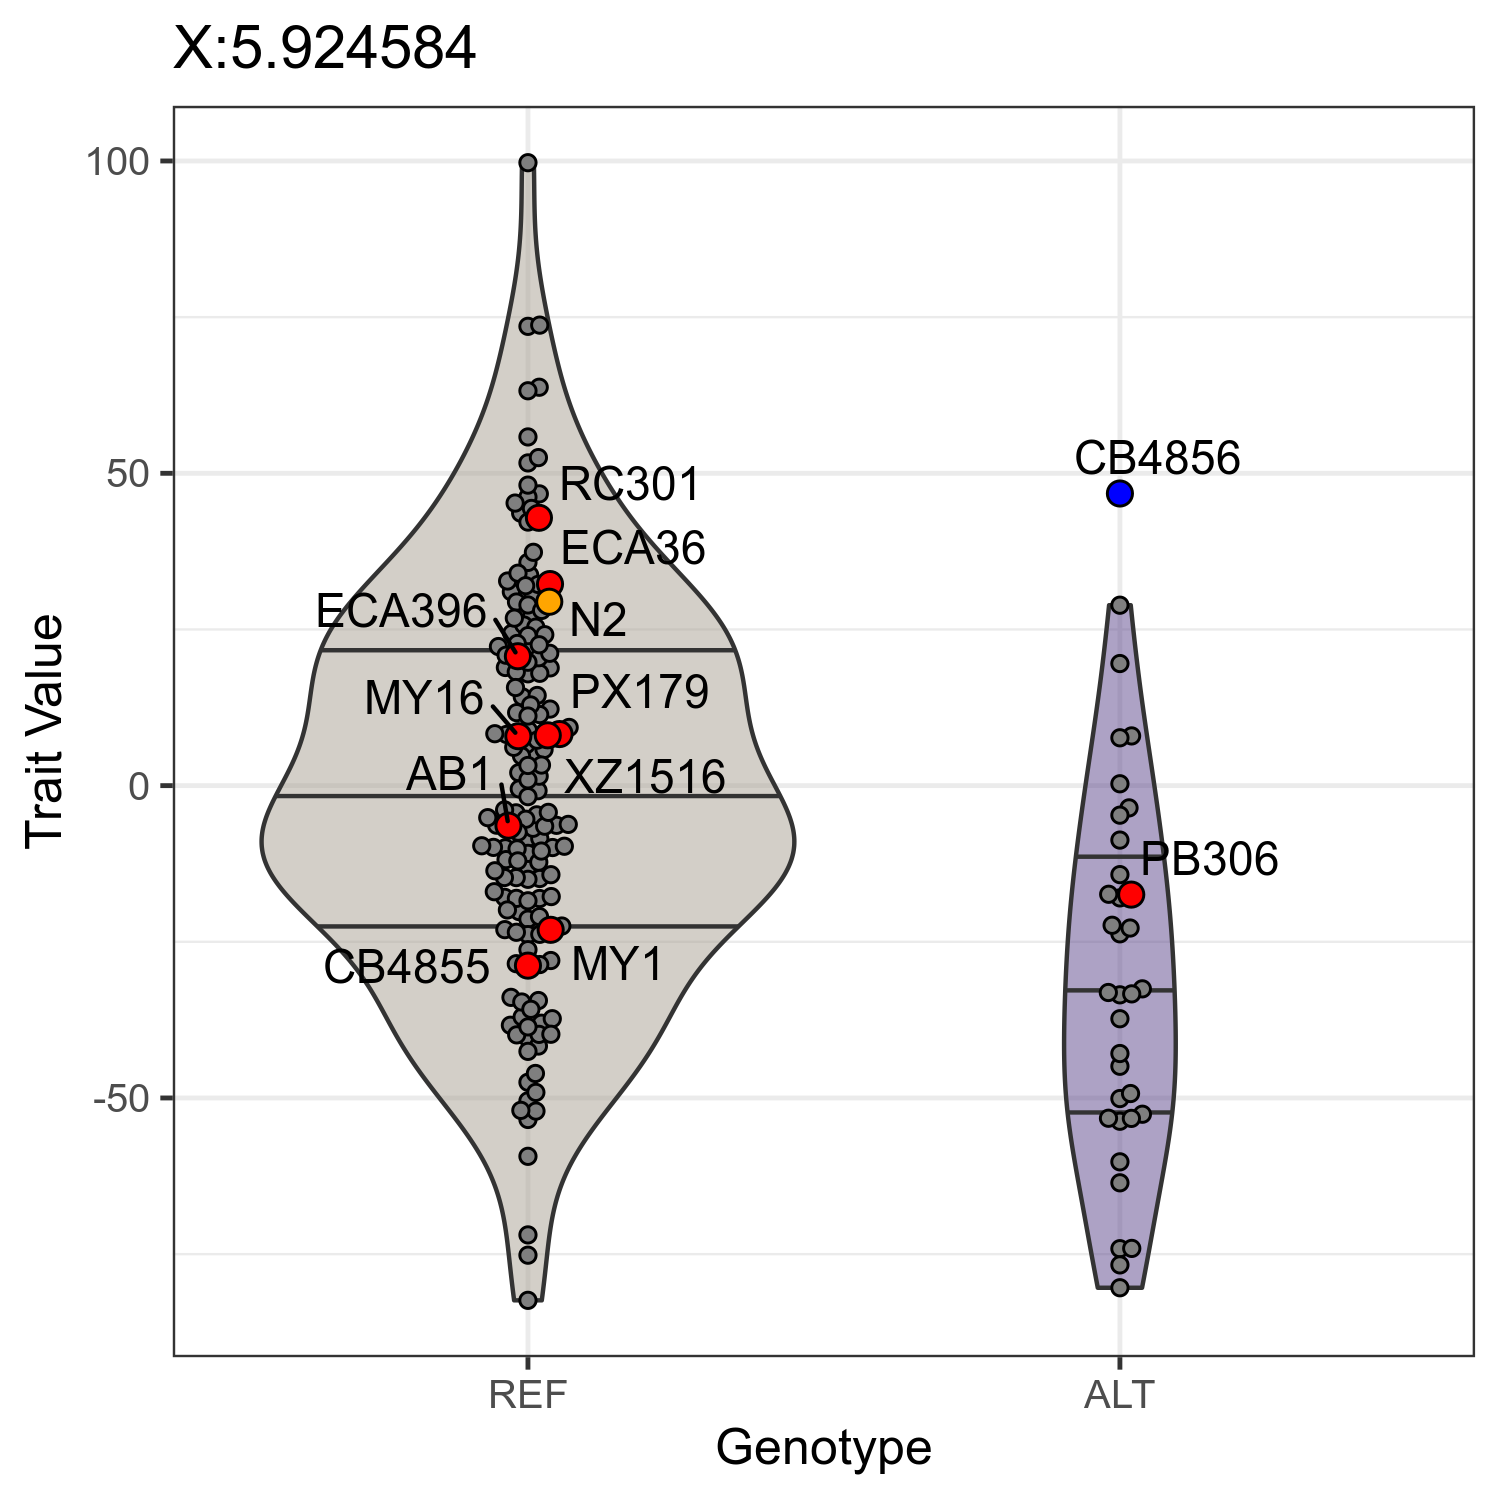 X:5.924584
100
50
0
-50
Trait Value
RC301
ECA36
ECA396
N2
MY16
PX179
AB1
XZ1516
CB4855
MY1
CB4856
PB306
REF
ALT
Genotype